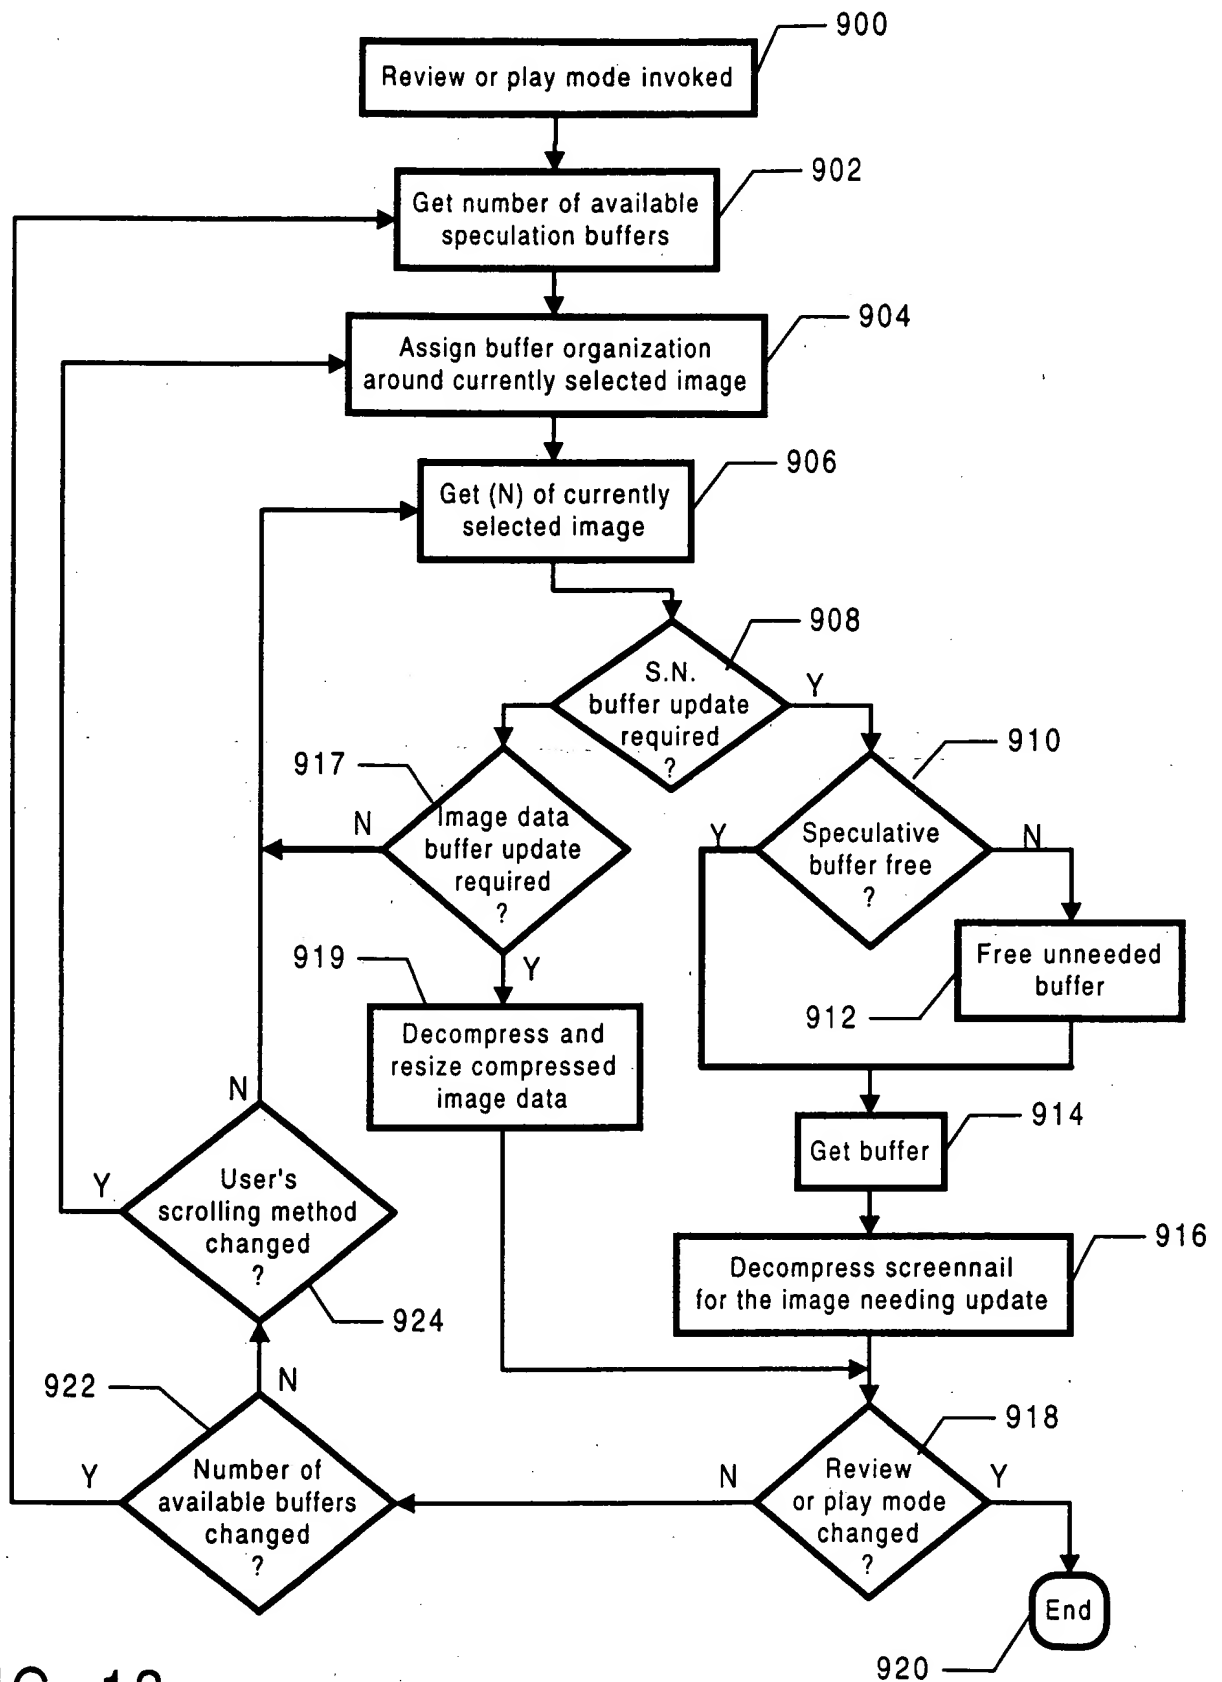 900
Review or play mode invoked
902
Get number of available
speculation buffers
904
Assign buffer organization
around currently selected image
906
Get (N) of currently
selected image
908
S.N.
buffer update
required
?
Y
910
917
Image data
buffer update
required
?
N
Y
Speculative
buffer free
?
Y
N
Free unneeded
buffer
912
919
Decompress and
resize compressed
image data
914
Get buffer
916
Decompress screennail
for the image needing update
N
User's
scrolling method
changed
?
Y
924
N
922
Number of
available buffers
changed
?
Y
918
Review
or play mode
changed
?
N
Y
End
920